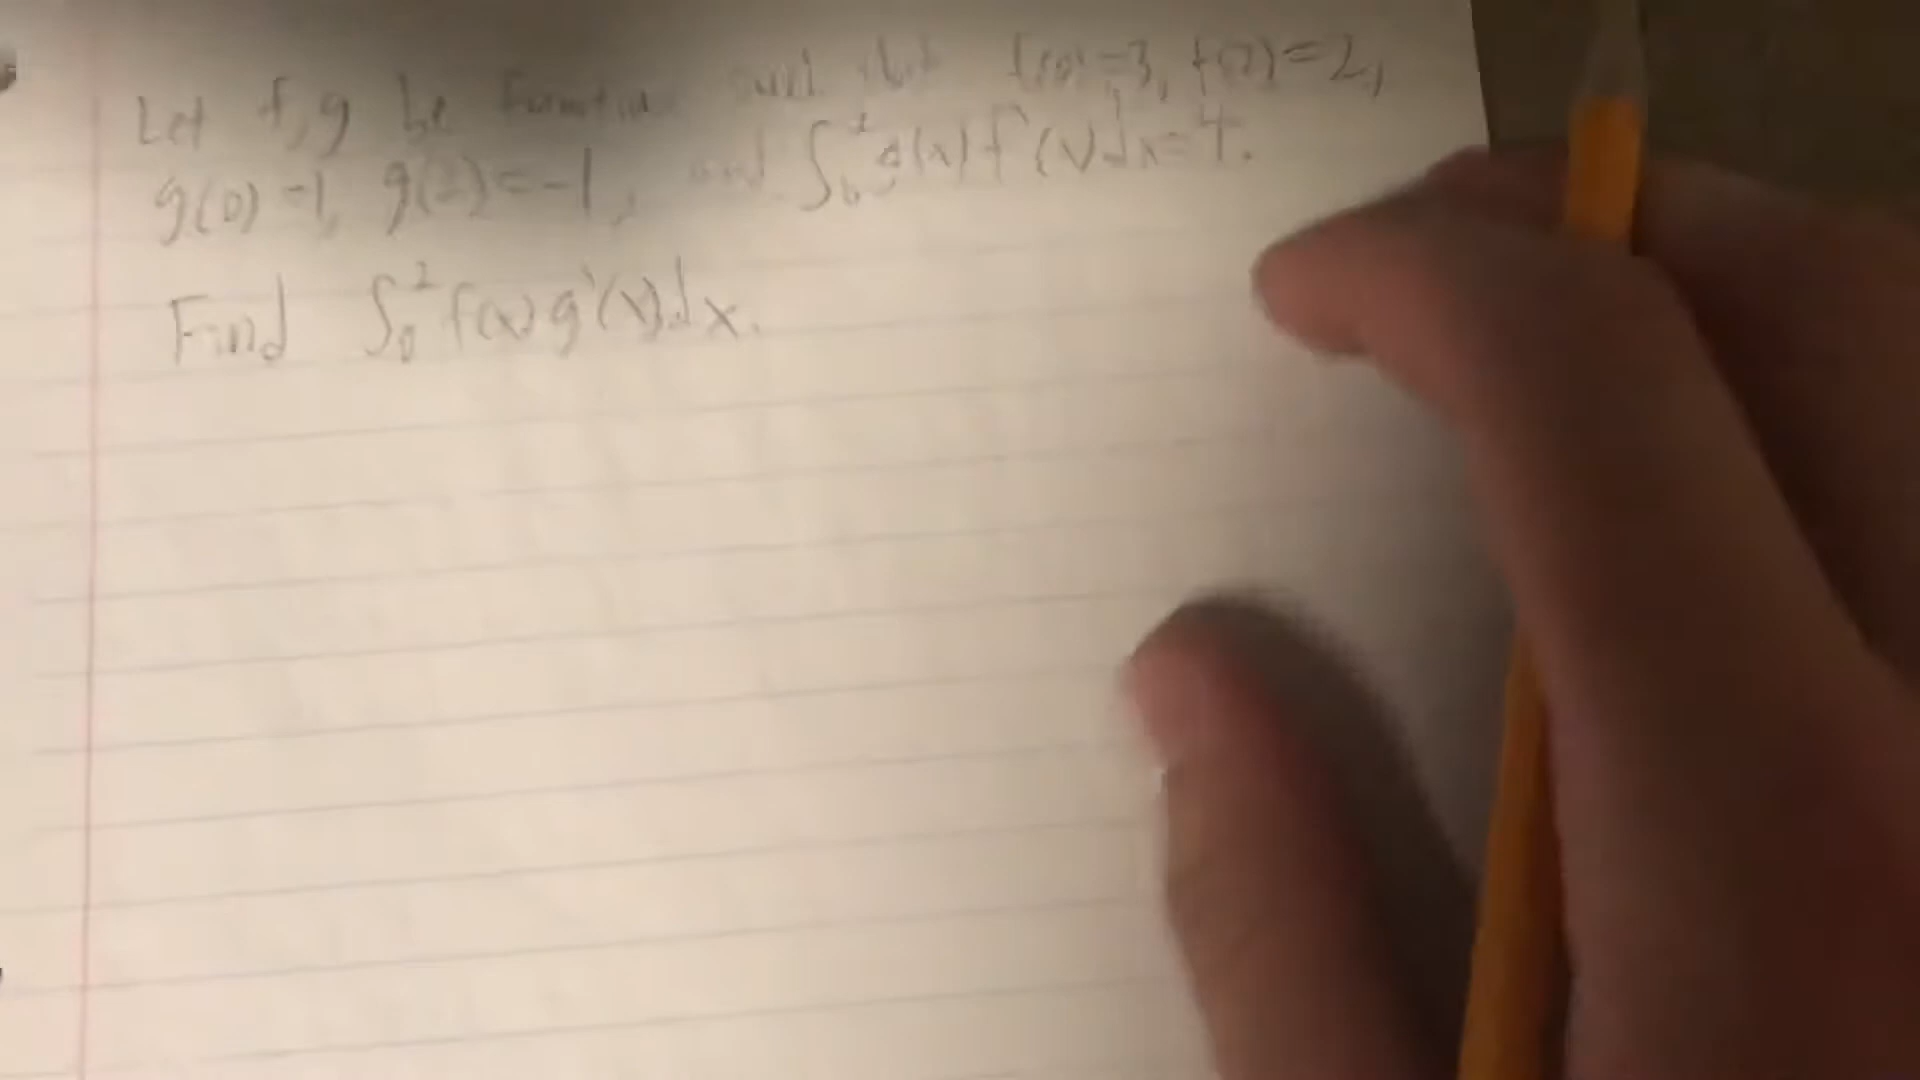 Let f, g be functions such that f(0)=3, f(2)=2,
g(0)=1, g(2)=-1, and ∫₀² g(x)f'(x)dx=4.
Find ∫₀² f(x)g'(x)dx.